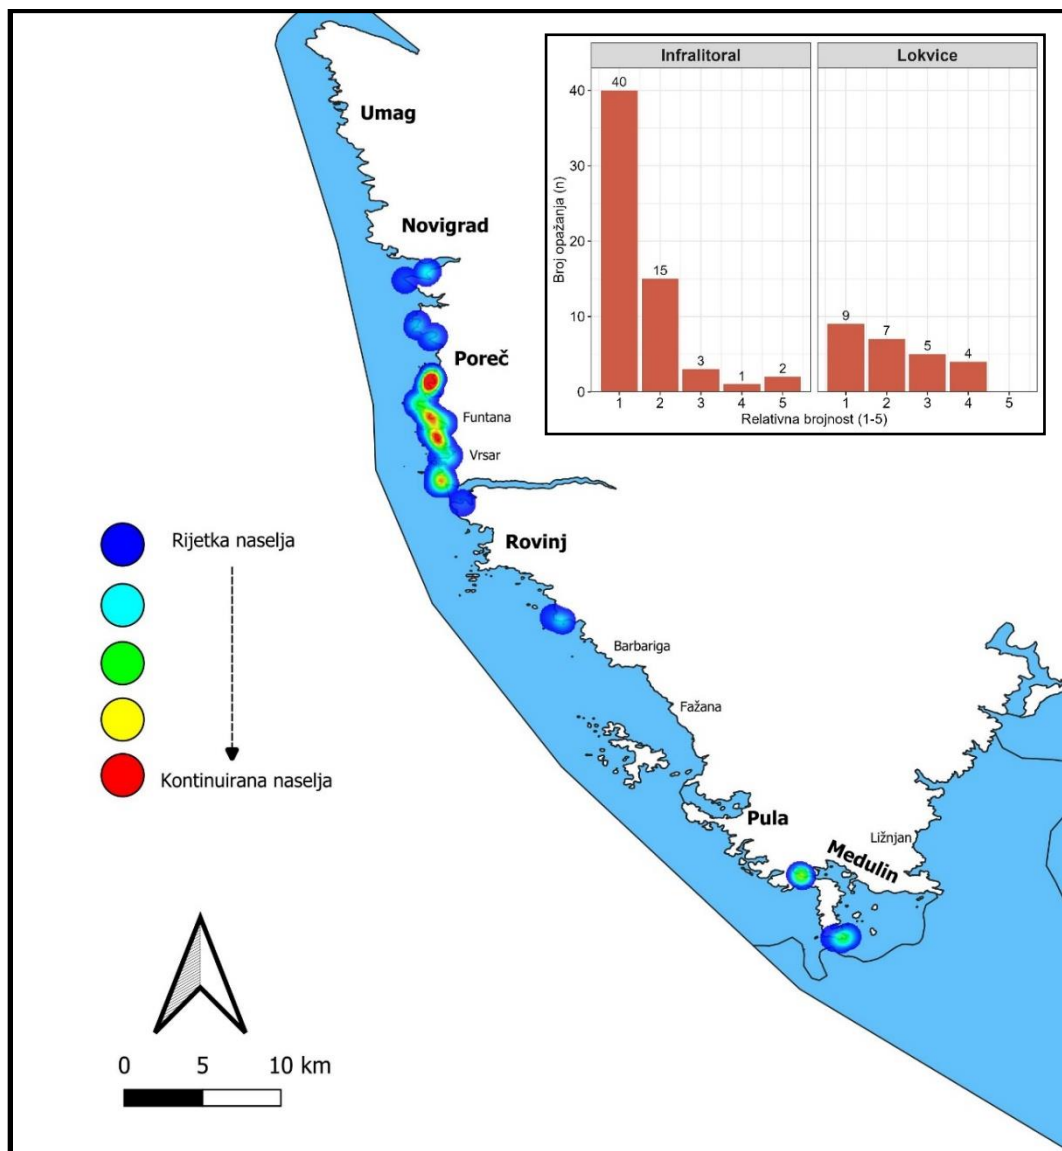 Umag
Novigrad
Poreč
Funtana
Vrsar
Rovinj
Barbariga
Fažana
Pula
Medulin
Ližnjan
Infralitoral
Lokvice
Broj opažanja (n)
40
30
20
10
0
40
15
3
1
2
9
7
5
4
1 2 3 4 5
1 2 3 4 5
Relativna brojnost (1-5)
Rijetka naselja
Kontinuirana naselja
0 5 10 km